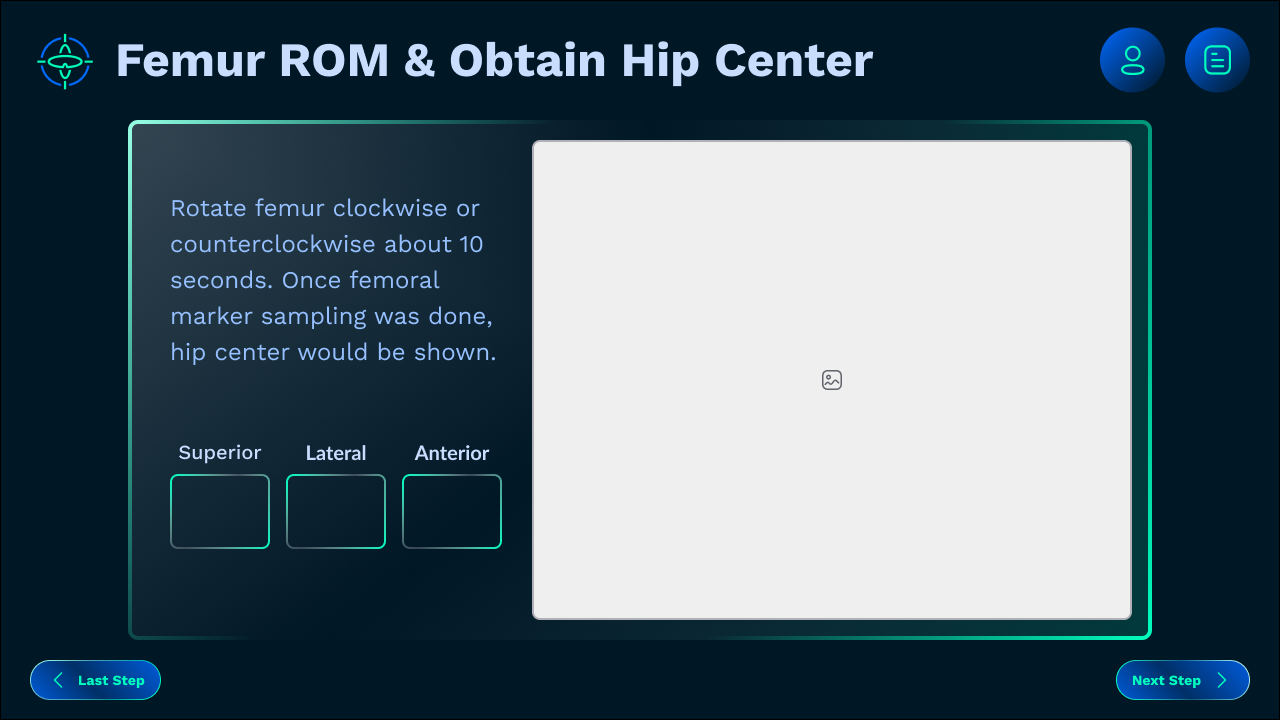 Femur ROM & Obtain Hip Center
Rotate femur clockwise or
counterclockwise about 10
seconds. Once femoral
marker sampling was done,
hip center would be shown.
Superior Lateral Anterior
Last Step
Next Step